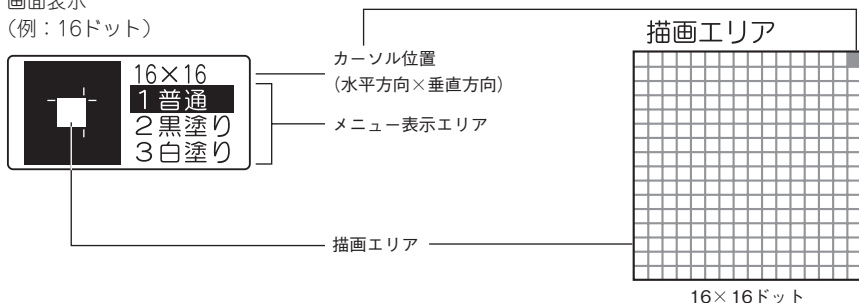 画面表示
(例：16ドット)
16×16
1普通
2黒塗り
3白塗り
カーソル位置
(水平方向×垂直方向)
メニュー表示エリア
描画エリア
描画エリア
16×16ドット